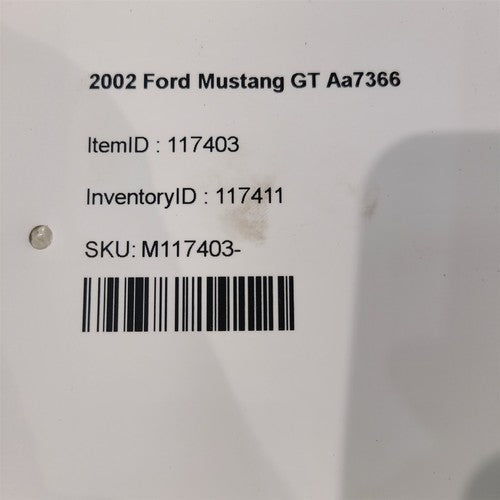 2002 Ford Mustang GT Aa7366
ItemID : 117403
InventoryID : 117411
SKU: M117403-